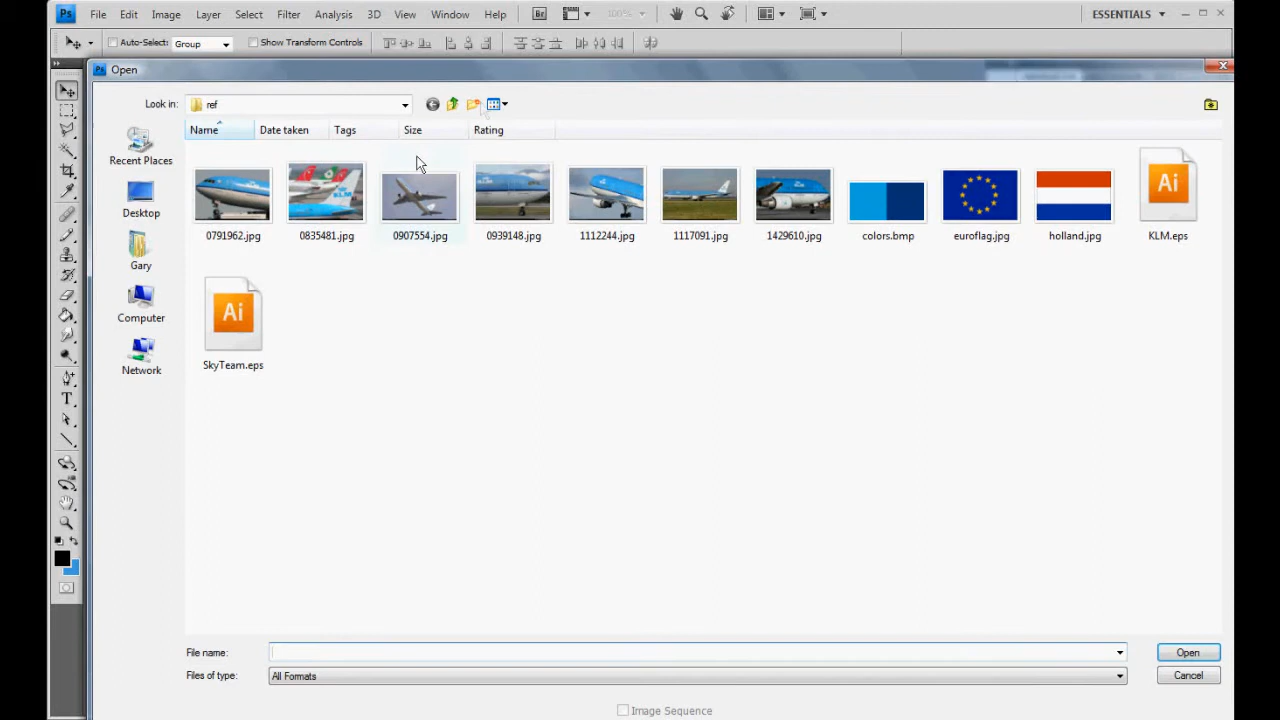 Ps File Edit Image Layer Select Filter Analysis 3D View Window Help Br 100% ESSENTIALS
Auto-Select: Group Show Transform Controls
Ps Open
Look in: ref
Name Date taken Tags Size Rating
Recent Places
Desktop
Gary
Computer
Network
KLM
Ai
0791962.jpg 0835481.jpg 0907554.jpg 0939148.jpg 1112244.jpg 1117091.jpg 1429610.jpg colors.bmp euroflag.jpg holland.jpg KLM.eps
Ai
SkyTeam.eps
T
File name: Open
Files of type: All Formats Cancel
Image Sequence